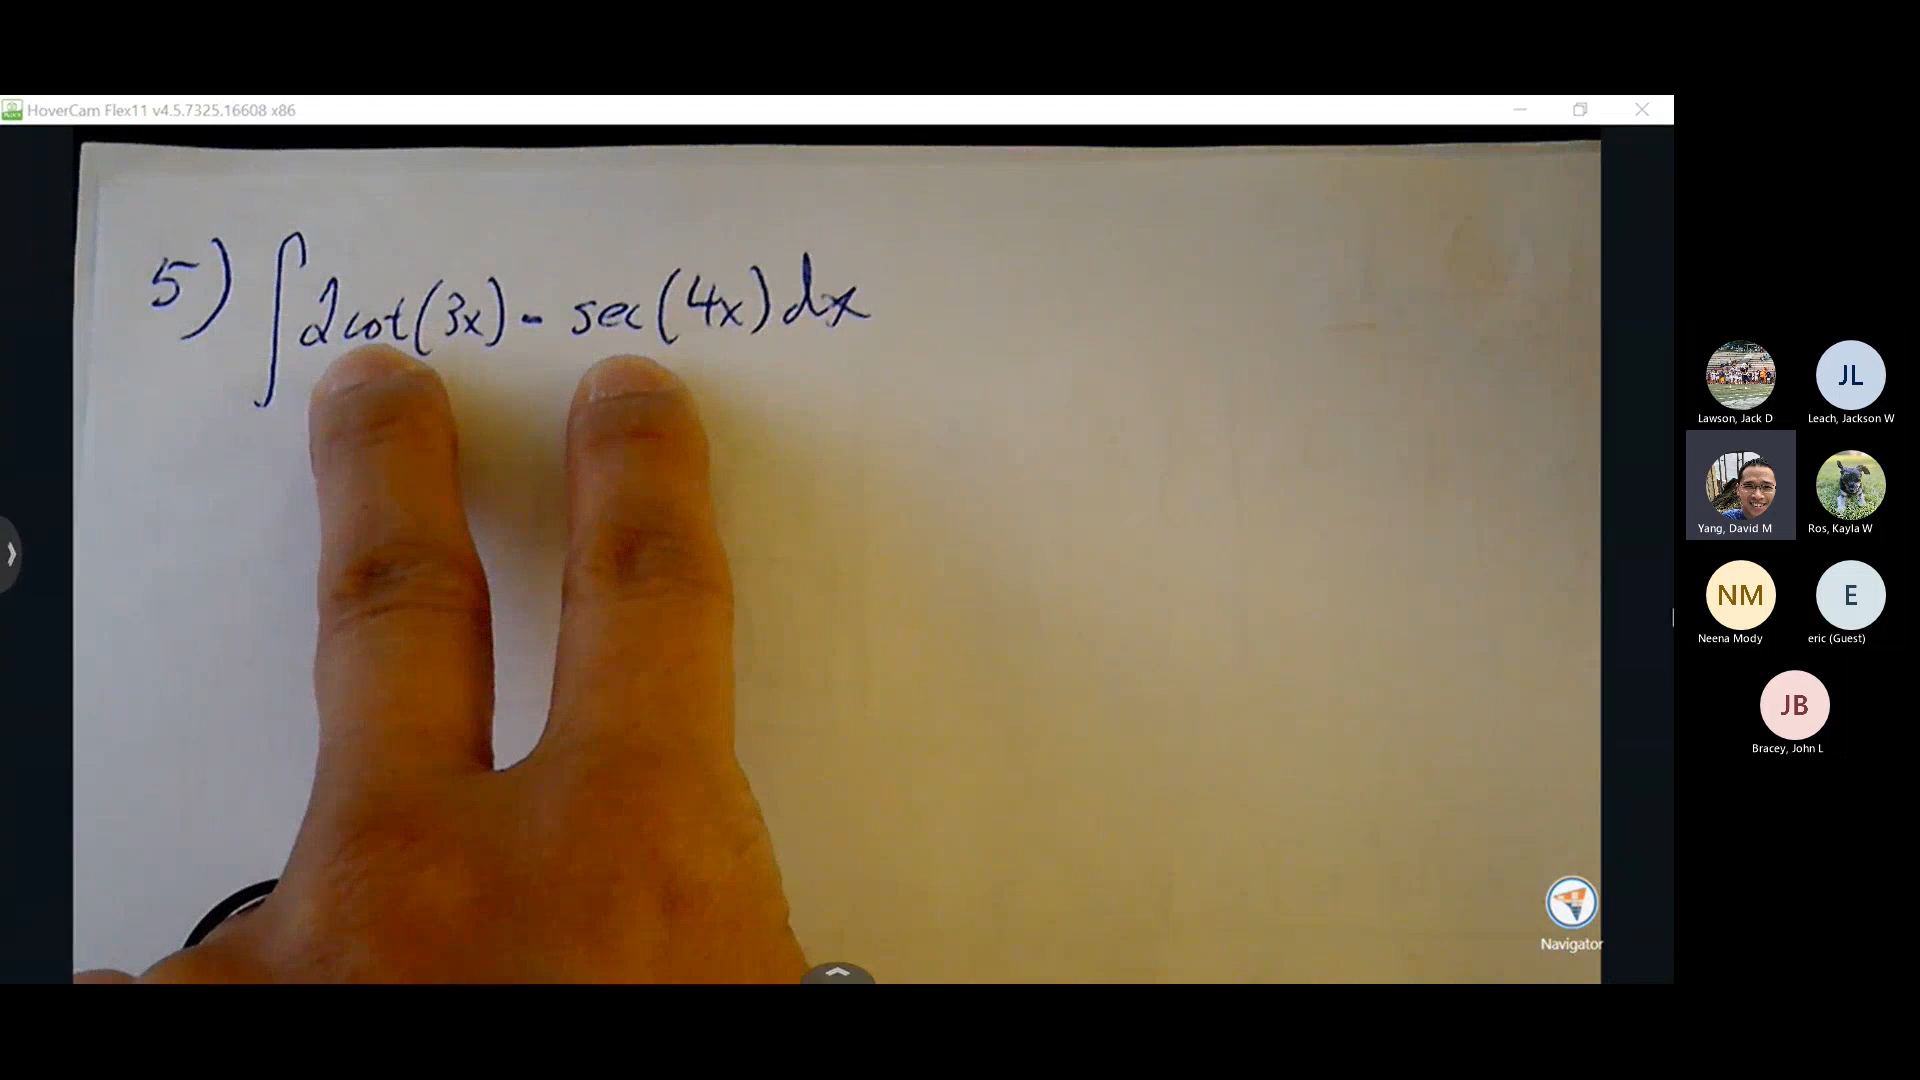 HoverCam Flex11 v4.5.7325.16608 x86
5) ∫ 2cot(3x) - sec(4x) dx
JL
Lawson, Jack D
Leach, Jackson W
Yang, David M
Ros, Kayla W
NM
E
Neena Mody
eric (Guest)
JB
Bracey, John L
Navigator